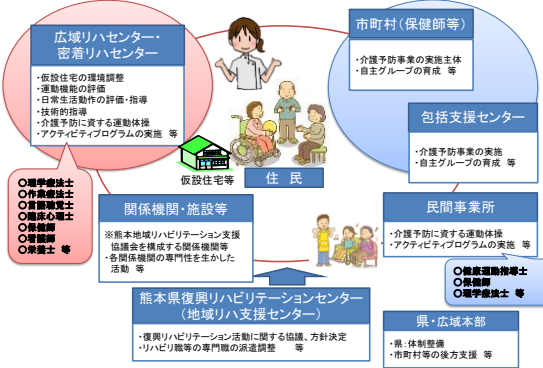 広域リハセンター・
密着リハセンター
・仮設住宅の環境調整
・運動機能の評価
・日常生活動作の評価・指導
・技術的指導
・介護予防に資する運動体操
・アクティビティプログラムの実施 等
〇理学療法士
〇作業療法士
〇言語聴覚士
〇臨床心理士
〇保健師
〇看護師
〇栄養士 等
仮設住宅等
住 民
市町村(保健師等)
・介護予防事業の実施主体
・自主グループの育成 等
包括支援センター
・介護予防事業の実施
・自主グループの育成 等
民間事業所
・介護予防に資する運動体操
・アクティビティプログラムの実施 等
〇健康運動指導士
〇保健師
〇理学療法士 等
関係機関・施設等
※熊本地域リハビリテーション支援
協議会を構成する関係機関等
・各関係機関の専門性を生かした
活動 等
熊本県復興リハビリテーションセンター
(地域リハ支援センター)
・復興リハビリテーション活動に関する協議、方針決定
・リハビリ職等の専門職の派遣調整 等
県・広域本部
・県:体制整備
・市町村等の後方支援 等